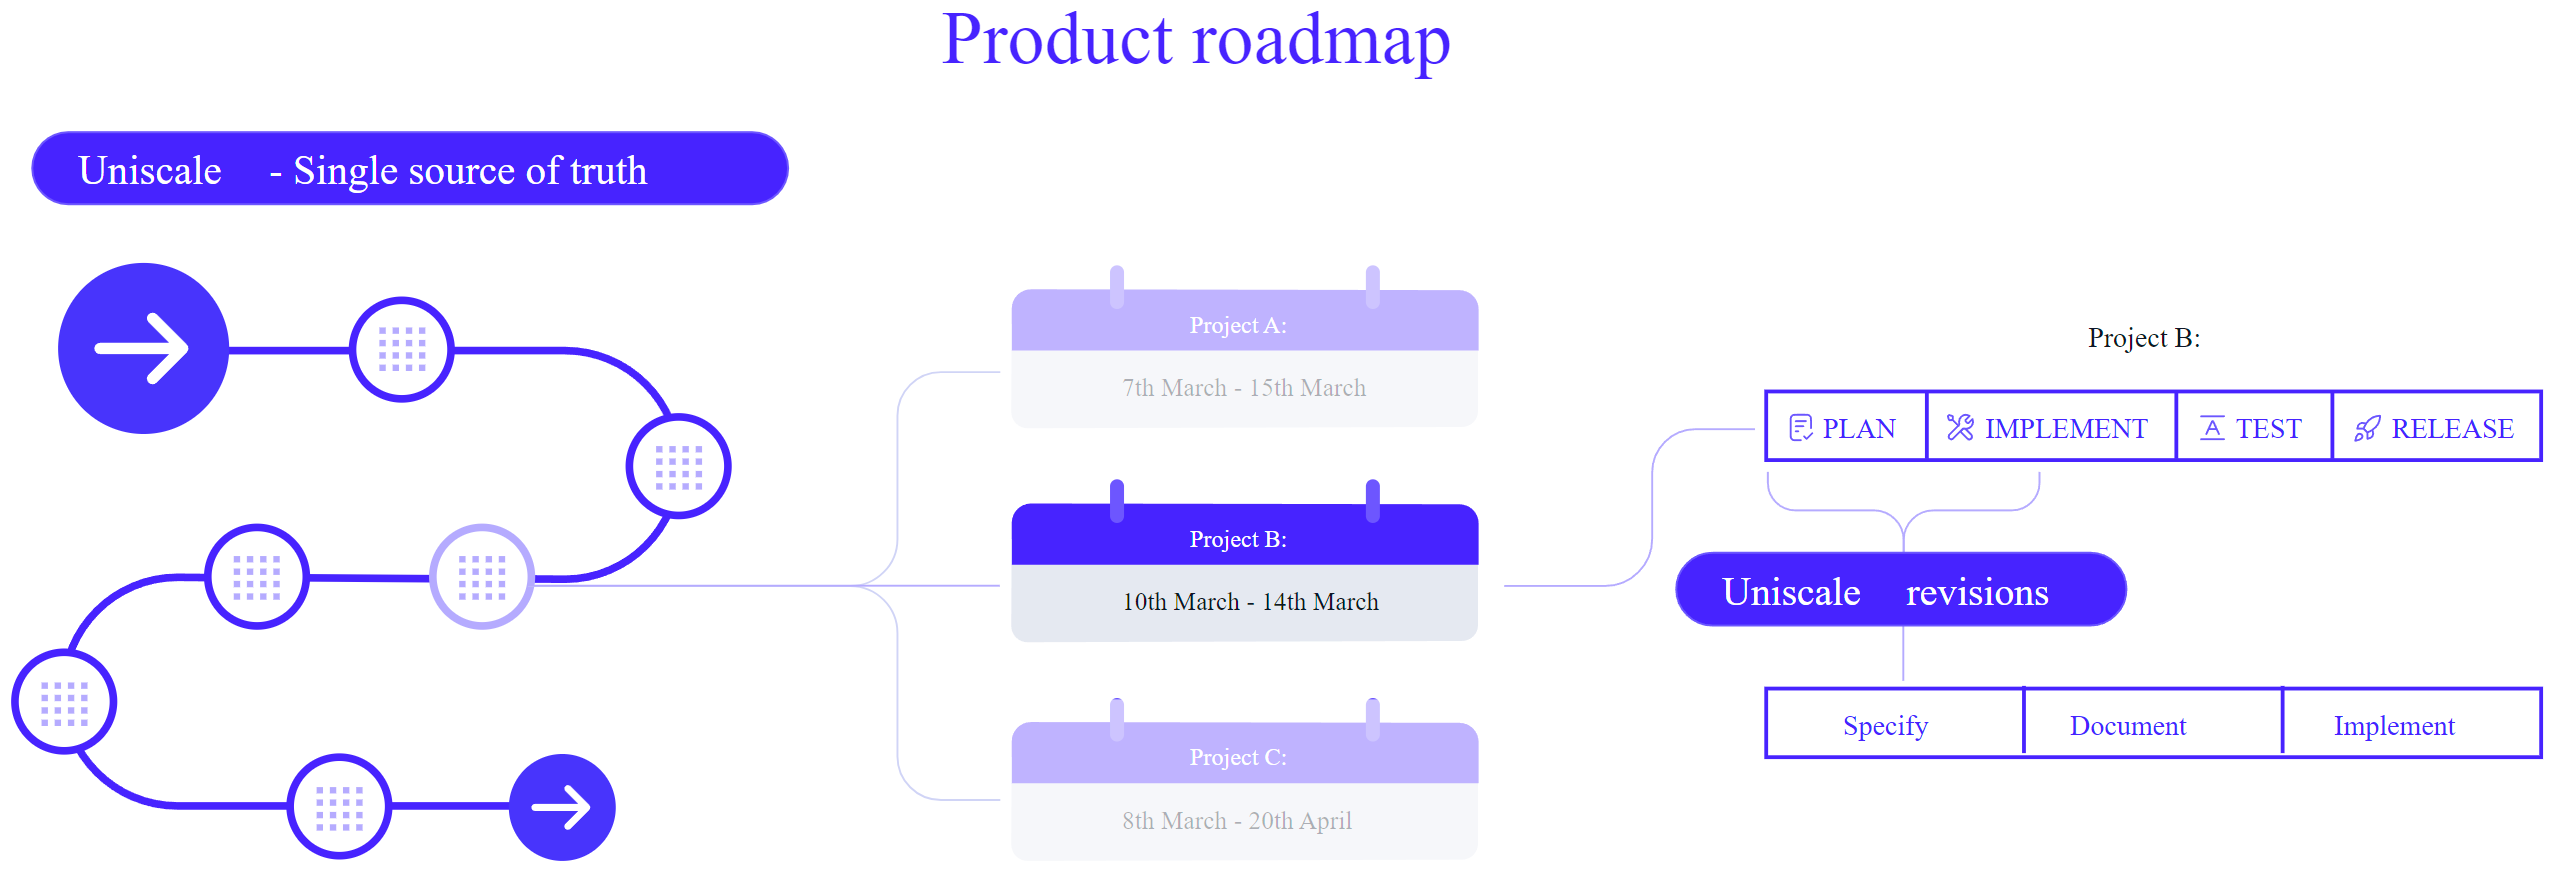 Product roadmap
Uniscale - Single source of truth
Project A:
7th March - 15th March
Project B:
10th March - 14th March
Project C:
8th March - 20th April
Project B:
PLAN IMPLEMENT TEST RELEASE
Uniscale revisions
Specify Document Implement